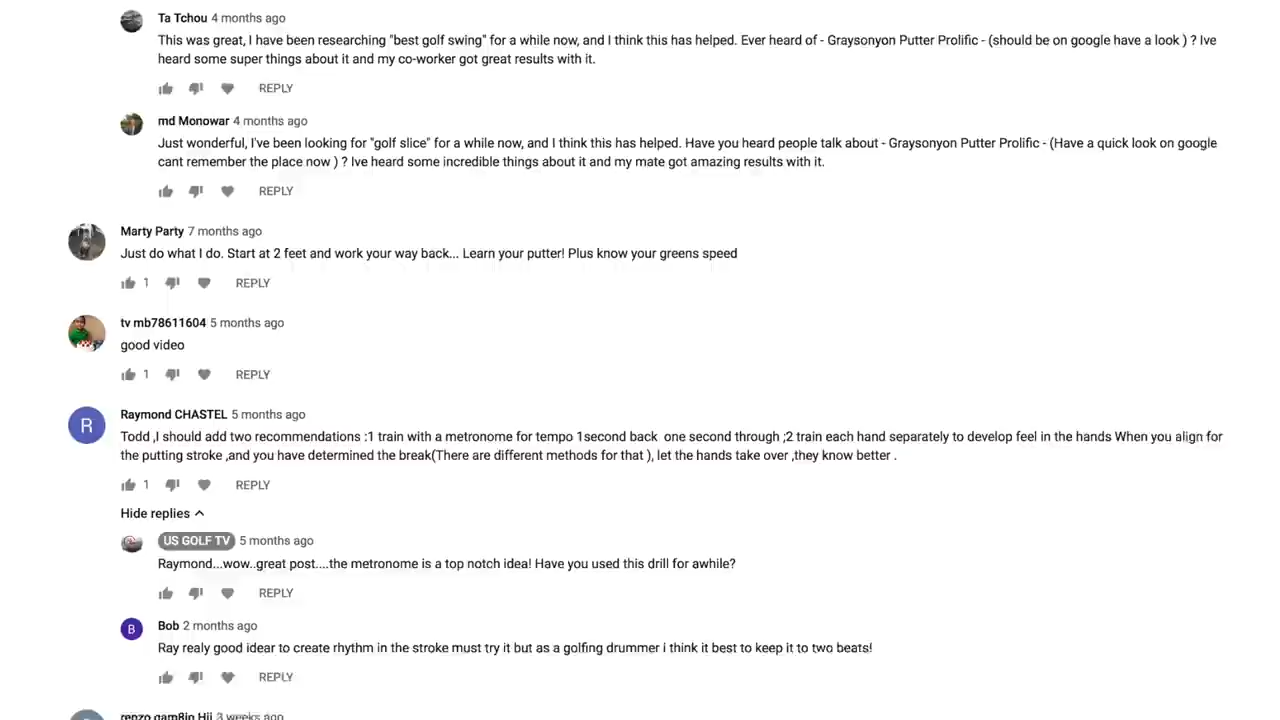 Ta Tchou 4 months ago
This was great, I have been researching "best golf swing" for a while now, and I think this has helped. Ever heard of - Graysonyon Putter Prolific - (should be on google have a look ) ? Ive
heard some super things about it and my co-worker got great results with it.
REPLY
md Monowar 4 months ago
Just wonderful, I've been looking for "golf slice" for a while now, and I think this has helped. Have you heard people talk about - Graysonyon Putter Prolific - (Have a quick look on google
cant remember the place now ) ? Ive heard some incredible things about it and my mate got amazing results with it.
REPLY
Marty Party 7 months ago
Just do what I do. Start at 2 feet and work your way back... Learn your putter! Plus know your greens speed
1 REPLY
tv mb78611604 5 months ago
good video
1 REPLY
R
Raymond CHASTEL 5 months ago
Todd ,I should add two recommendations :1 train with a metronome for tempo 1second back one second through ;2 train each hand separately to develop feel in the hands When you align for
the putting stroke ,and you have determined the break(There are different methods for that ), let the hands take over ,they know better .
1 REPLY
Hide replies
US GOLF TV 5 months ago
Raymond...wow..great post....the metronome is a top notch idea! Have you used this drill for awhile?
REPLY
B
Bob 2 months ago
Ray realy good idear to create rhythm in the stroke must try it but as a golfing drummer i think it best to keep it to two beats!
REPLY
renzo gam8in Hii 3 weeks ago